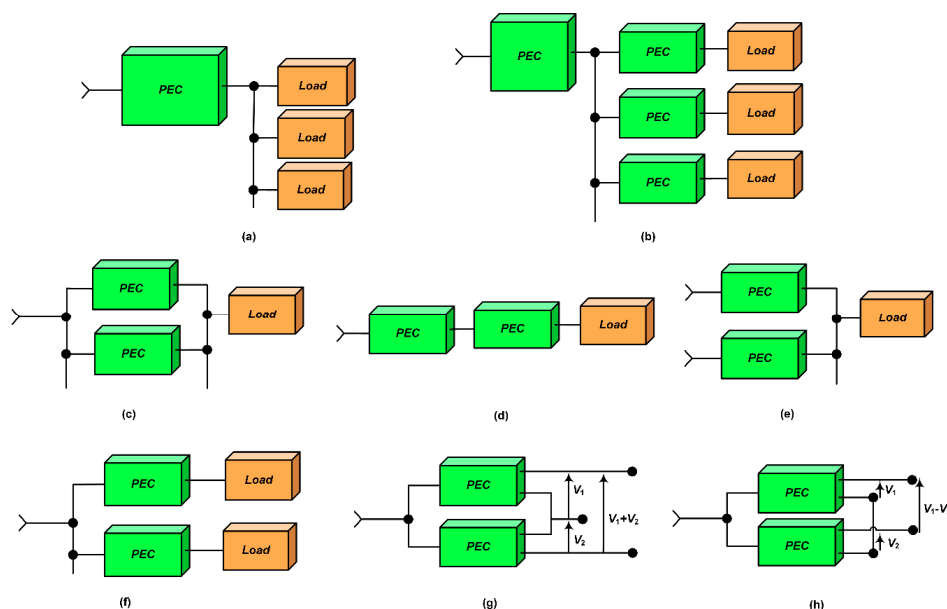 PEC
Load
Load
Load
(a)
PEC
PEC
Load
PEC
Load
PEC
Load
(b)
PEC
PEC
Load
(c)
PEC
PEC
Load
(d)
PEC
PEC
Load
(e)
PEC
Load
PEC
Load
(f)
PEC
PEC
V1
V2
V1+V2
(g)
PEC
PEC
V1
V2
V1-V
(h)